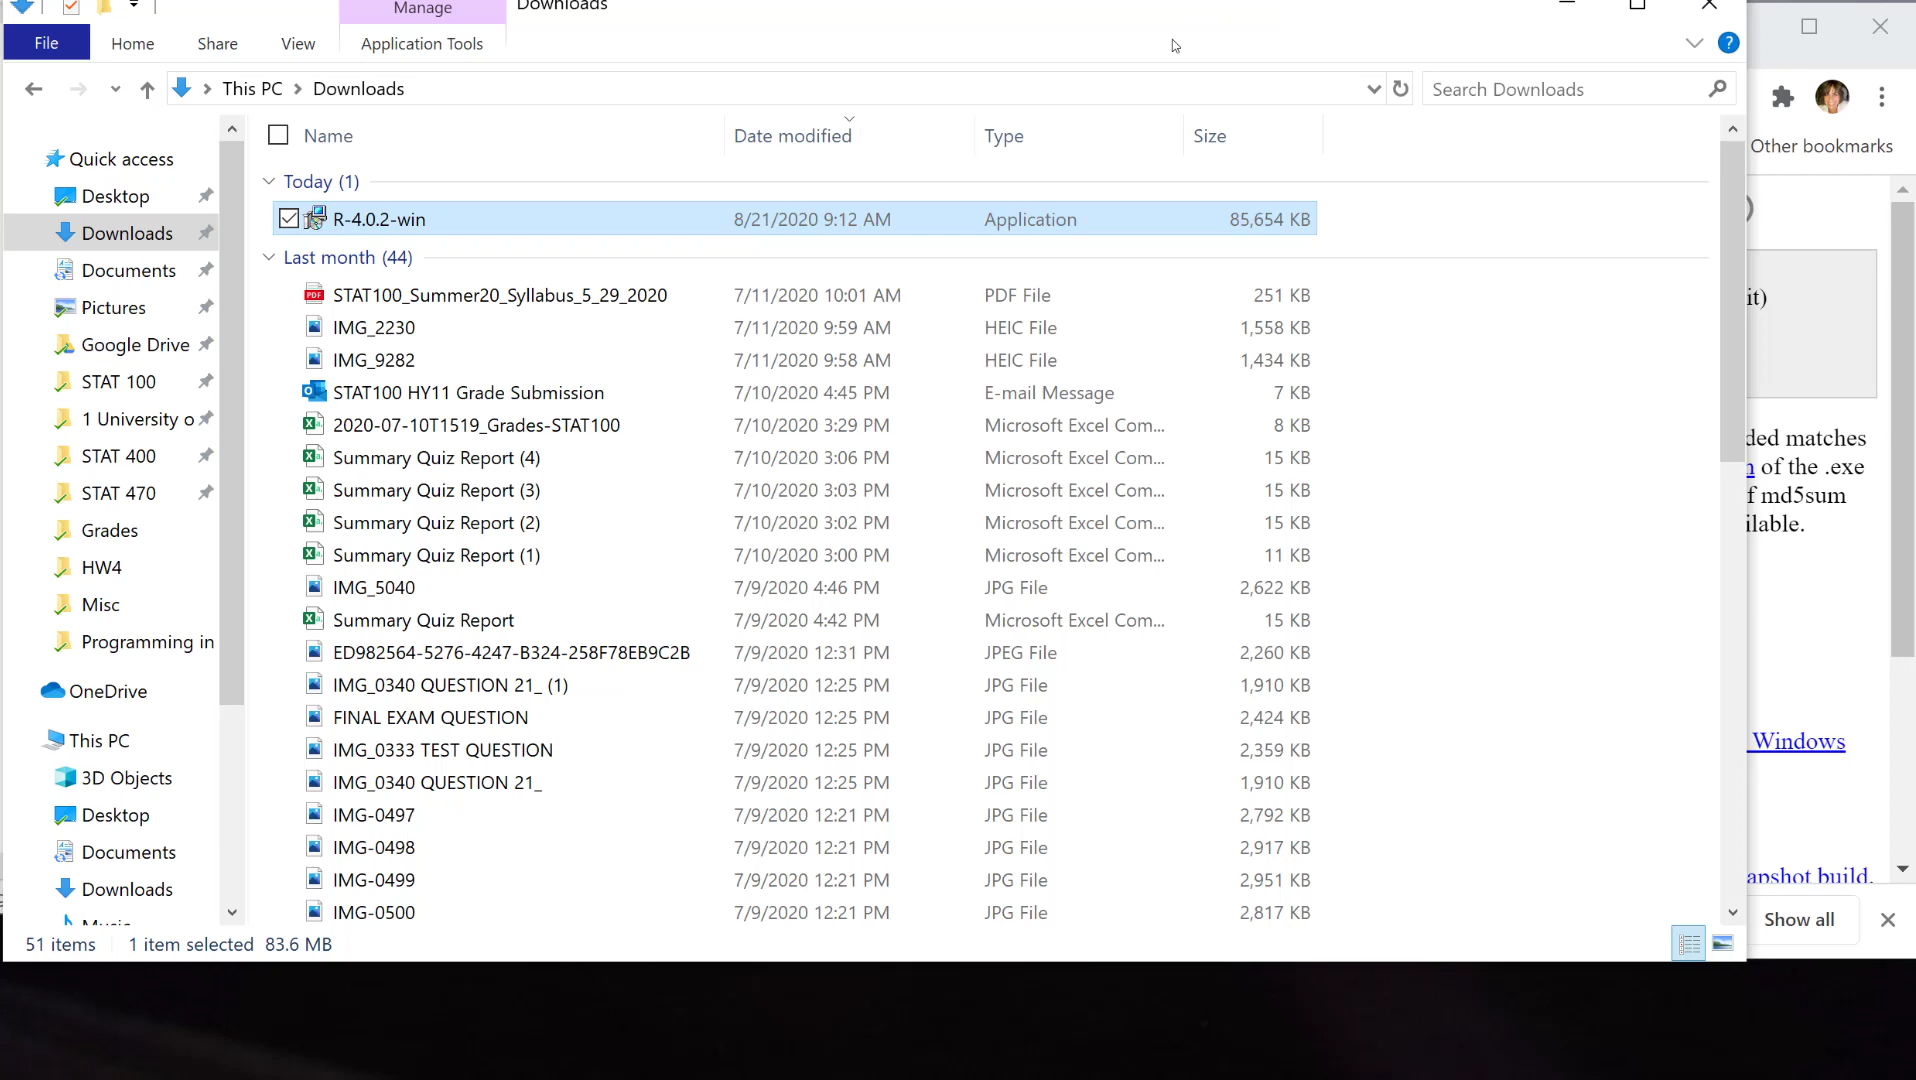 Manage Downloads
File Home Share View Application Tools
This PC Downloads Search Downloads
Name Date modified Type Size
Today (1)
R-4.0.2-win 8/21/2020 9:12 AM Application 85,654 KB
Last month (44)
STAT100_Summer20_Syllabus_5_29_2020 7/11/2020 10:01 AM PDF File 251 KB
IMG_2230 7/11/2020 9:59 AM HEIC File 1,558 KB
IMG_9282 7/11/2020 9:58 AM HEIC File 1,434 KB
STAT100 HY11 Grade Submission 7/10/2020 4:45 PM E-mail Message 7 KB
2020-07-10T1519_Grades-STAT100 7/10/2020 3:29 PM Microsoft Excel Com... 8 KB
Summary Quiz Report (4) 7/10/2020 3:06 PM Microsoft Excel Com... 15 KB
Summary Quiz Report (3) 7/10/2020 3:03 PM Microsoft Excel Com... 15 KB
Summary Quiz Report (2) 7/10/2020 3:02 PM Microsoft Excel Com... 15 KB
Summary Quiz Report (1) 7/10/2020 3:00 PM Microsoft Excel Com... 11 KB
IMG_5040 7/9/2020 4:46 PM JPG File 2,622 KB
Summary Quiz Report 7/9/2020 4:42 PM Microsoft Excel Com... 15 KB
ED982564-5276-4247-B324-258F78EB9C2B 7/9/2020 12:31 PM JPEG File 2,260 KB
IMG_0340 QUESTION 21_ (1) 7/9/2020 12:25 PM JPG File 1,910 KB
FINAL EXAM QUESTION 7/9/2020 12:25 PM JPG File 2,424 KB
IMG_0333 TEST QUESTION 7/9/2020 12:25 PM JPG File 2,359 KB
IMG_0340 QUESTION 21_ 7/9/2020 12:25 PM JPG File 1,910 KB
IMG-0497 7/9/2020 12:21 PM JPG File 2,792 KB
IMG-0498 7/9/2020 12:21 PM JPG File 2,917 KB
IMG-0499 7/9/2020 12:21 PM JPG File 2,951 KB
IMG-0500 7/9/2020 12:21 PM JPG File 2,817 KB
Quick access
Desktop
Downloads
Documents
Pictures
Google Drive
STAT 100
1 University o
STAT 400
STAT 470
Grades
HW4
Misc
Programming in
OneDrive
This PC
3D Objects
Desktop
Documents
Downloads
Music
51 items 1 item selected 83.6 MB
Other bookmarks
it)
ded matches
n of the .exe
f md5sum
ilable.
Windows
apshot build.
Show all